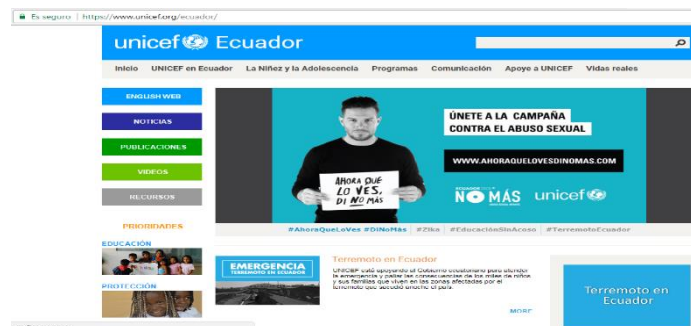 Es seguro | https://www.unicef.org/ecuador/
unicef Ecuador
Inicio UNICEF en Ecuador La Niñez y la Adolescencia Programas Comunicación Apoye a UNICEF Vidas reales
ENGLISH WEB
NOTICIAS
PUBLICACIONES
VIDEOS
RECURSOS
PRIORIDADES
EDUCACIÓN
PROTECCIÓN
ÚNETE A LA CAMPAÑA
CONTRA EL ABUSO SEXUAL
WWW.AHORAQUELOVESDINOMAS.COM
AHORA QUE
LO VES,
DI NO MÁS
NO MÁS unicef
#AhoraQueLoVes #DiNoMás #Zika #EducaciónSinAcoso #TerremotoEcuador
EMERGENCIA
TERREMOTO EN ECUADOR
Terremoto en Ecuador
UNICEF está apoyando al Gobierno ecuatoriano para atender
la emergencia y paliar las consecuencias de los miles de niños
y sus familias que viven en las zonas afectadas por el
terremoto que sacudió anoche el país.
MORE
Terremoto en
Ecuador